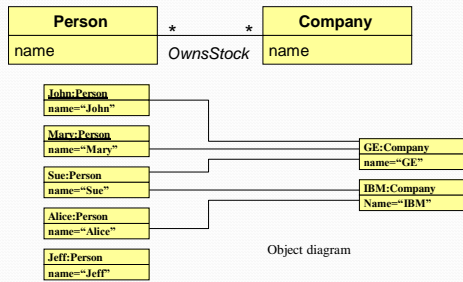 Person
* *
Company
name
OwnsStock
name
John:Person
name=“John”
Mary:Person
name=“Mary”
GE:Company
name=“GE”
Sue:Person
name=“Sue”
IBM:Company
Name=“IBM”
Alice:Person
name=“Alice”
Object diagram
Jeff:Person
name=“Jeff”